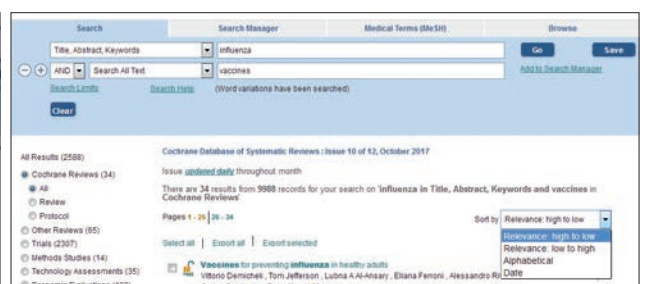 Search Search Manager Medical Terms (MeSH) Browse
Title, Abstract, Keywords influenza Go Save
AND Search All Text vaccines Add to Search Manager
Search Limits Search Help (Word variations have been searched)
Clear
All Results (2588)
Cochrane Reviews (34)
All
Review
Protocol
Other Reviews (65)
Trials (2307)
Methods Studies (14)
Technology Assessments (35)
Cochrane Database of Systematic Reviews : Issue 10 of 12, October 2017
Issue updated daily throughout month
There are 34 results from 9988 records for your search on 'influenza in Title, Abstract, Keywords and vaccines in
Cochrane Reviews'
Pages 1 - 25 | 26 - 34
Sort by Relevance: high to low
Relevance: high to low
Relevance: low to high
Alphabetical
Date
Select all | Export all | Export selected
Vaccines for preventing influenza in healthy adults
Vittorio Demicheli , Tom Jefferson , Lubna A Al-Ansary , Eliana Ferroni , Alessandro